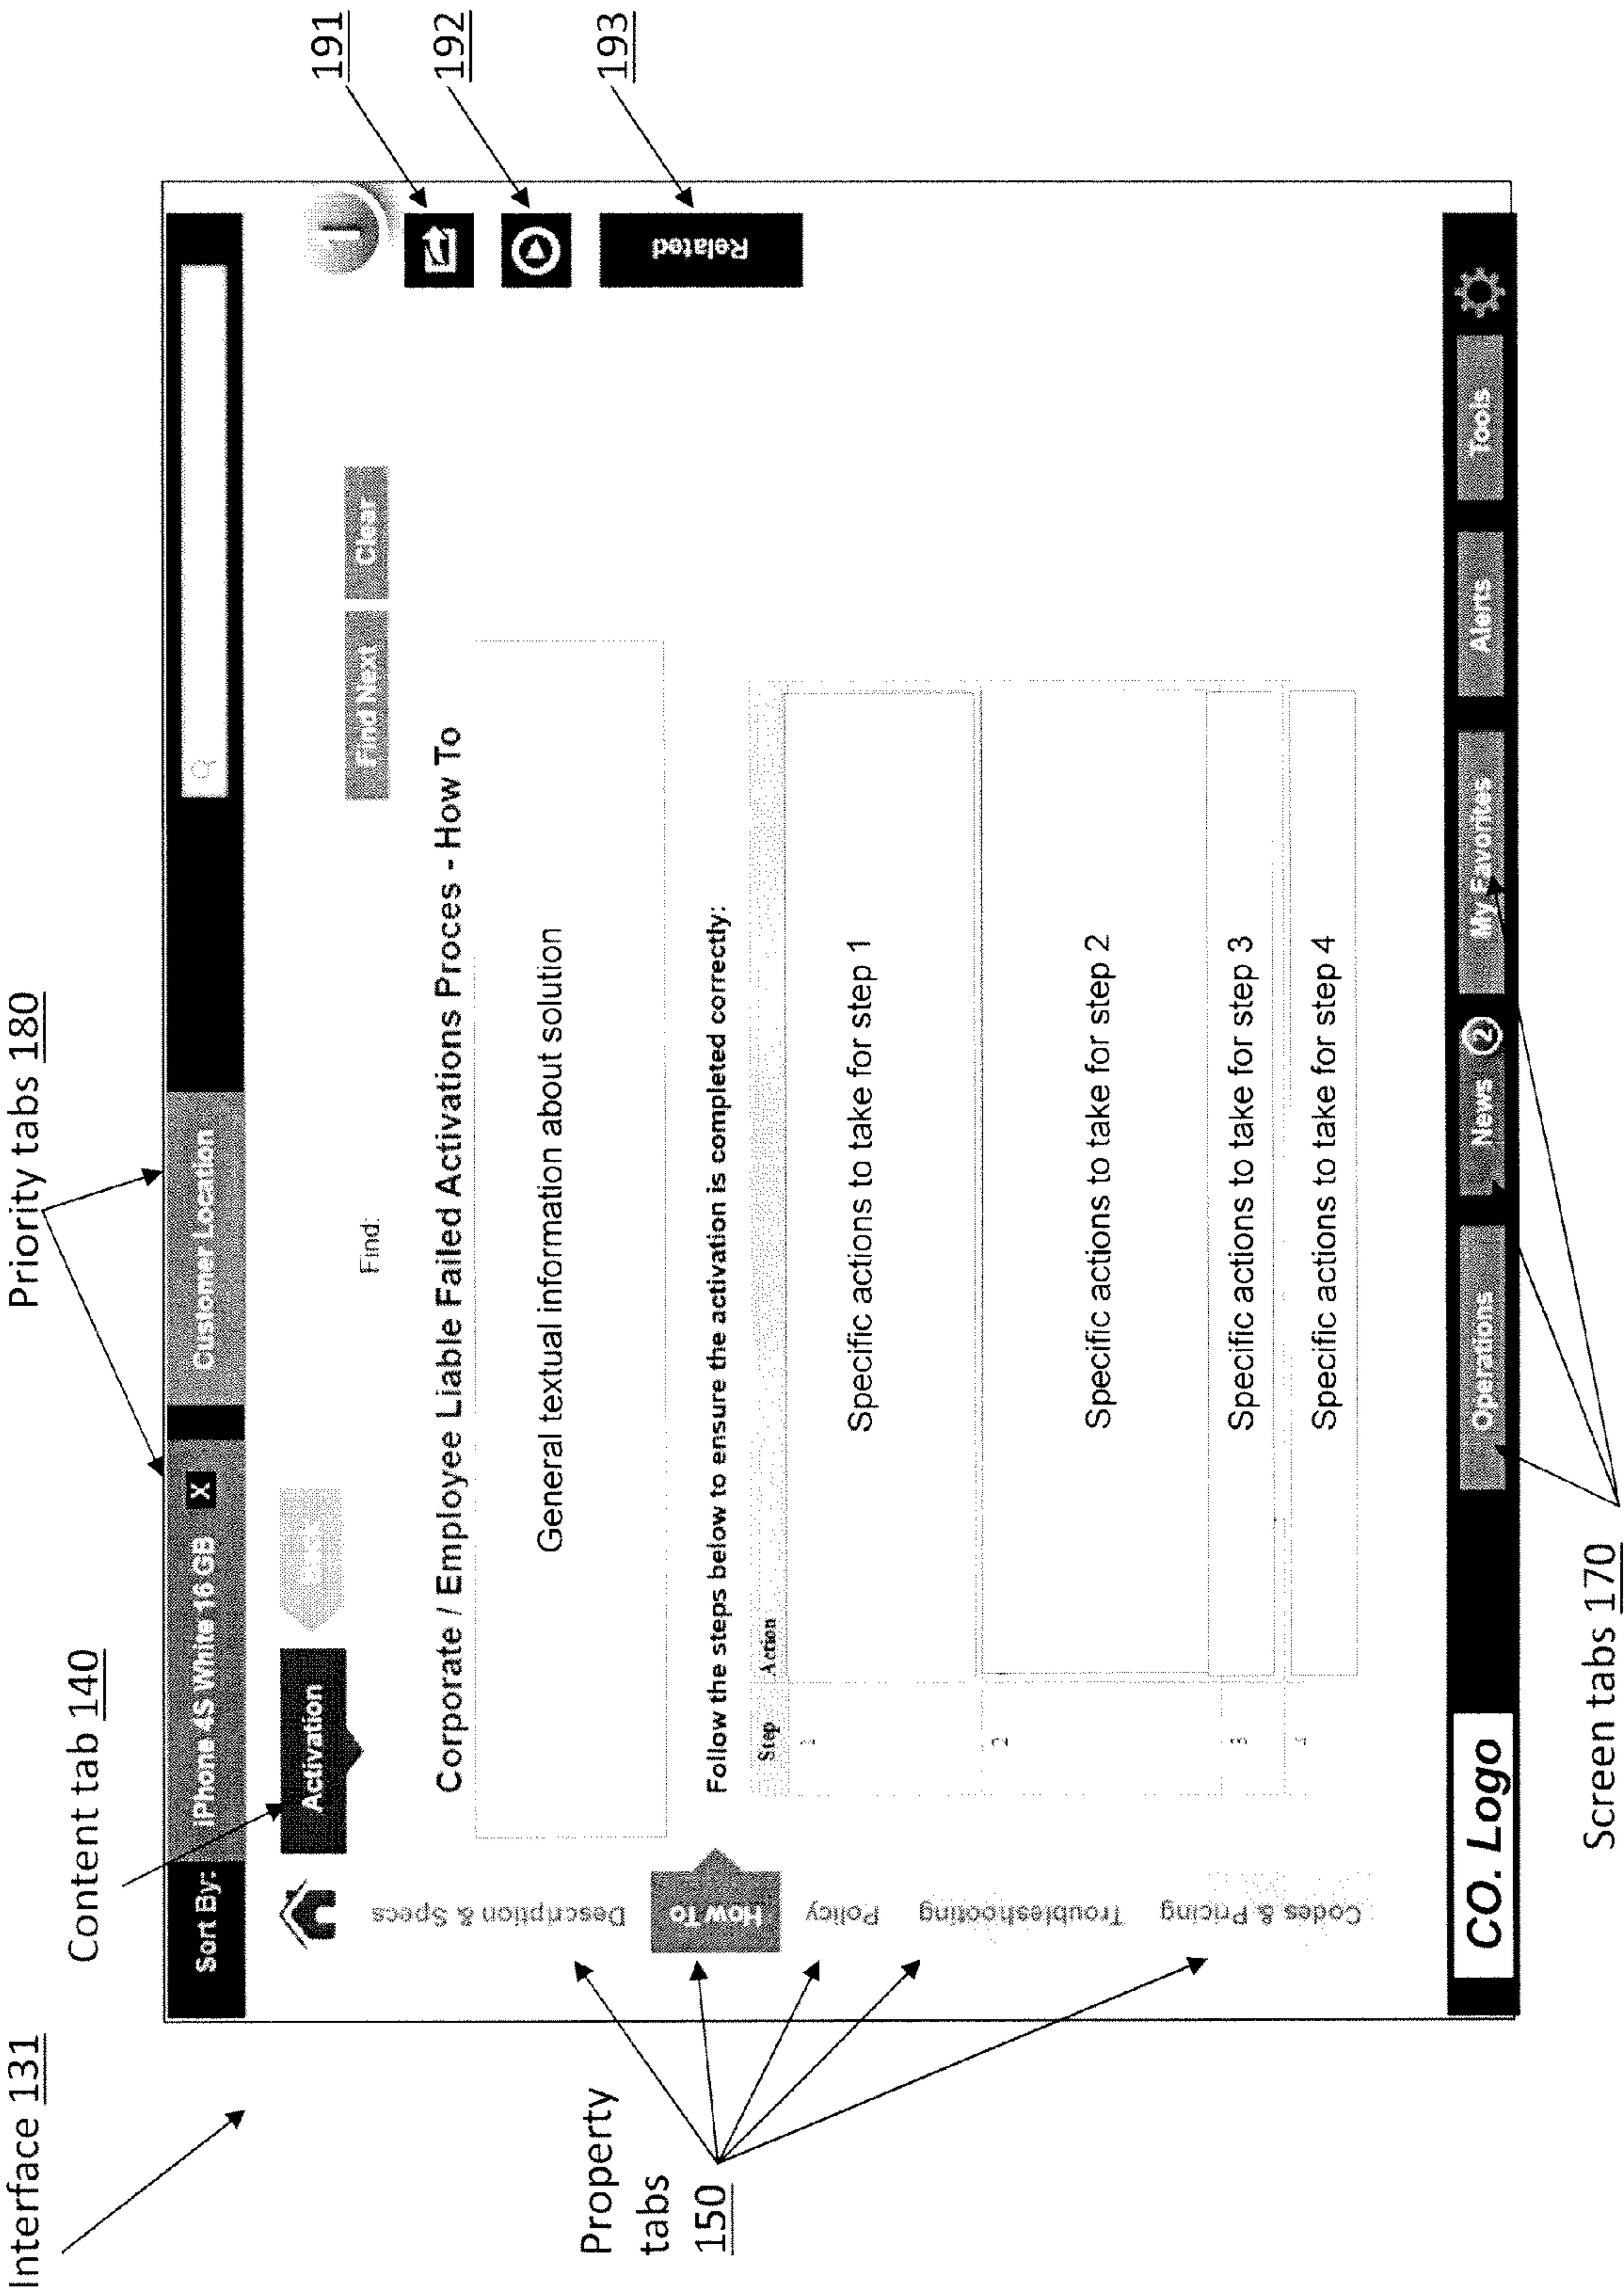 Interface 131
Content tab 140
Priority tabs 180
Sort By:
iPhone 4S White 16 GB X
Customer Location
Activation
Back
Find:
Find Next
Clear
1
191
192
Related
193
Corporate / Employee Liable Failed Activations Proces - How To
General textual information about solution
Follow the steps below to ensure the activation is completed correctly:
Step Action
1
Specific actions to take for step 1
2
Specific actions to take for step 2
3
Specific actions to take for step 3
4
Specific actions to take for step 4
Description & Specs
How To
Policy
Troubleshooting
Codes & Pricing
Property
tabs
150
CO. Logo
Operations
News 2
My Favorites
Alerts
Tools
Screen tabs 170